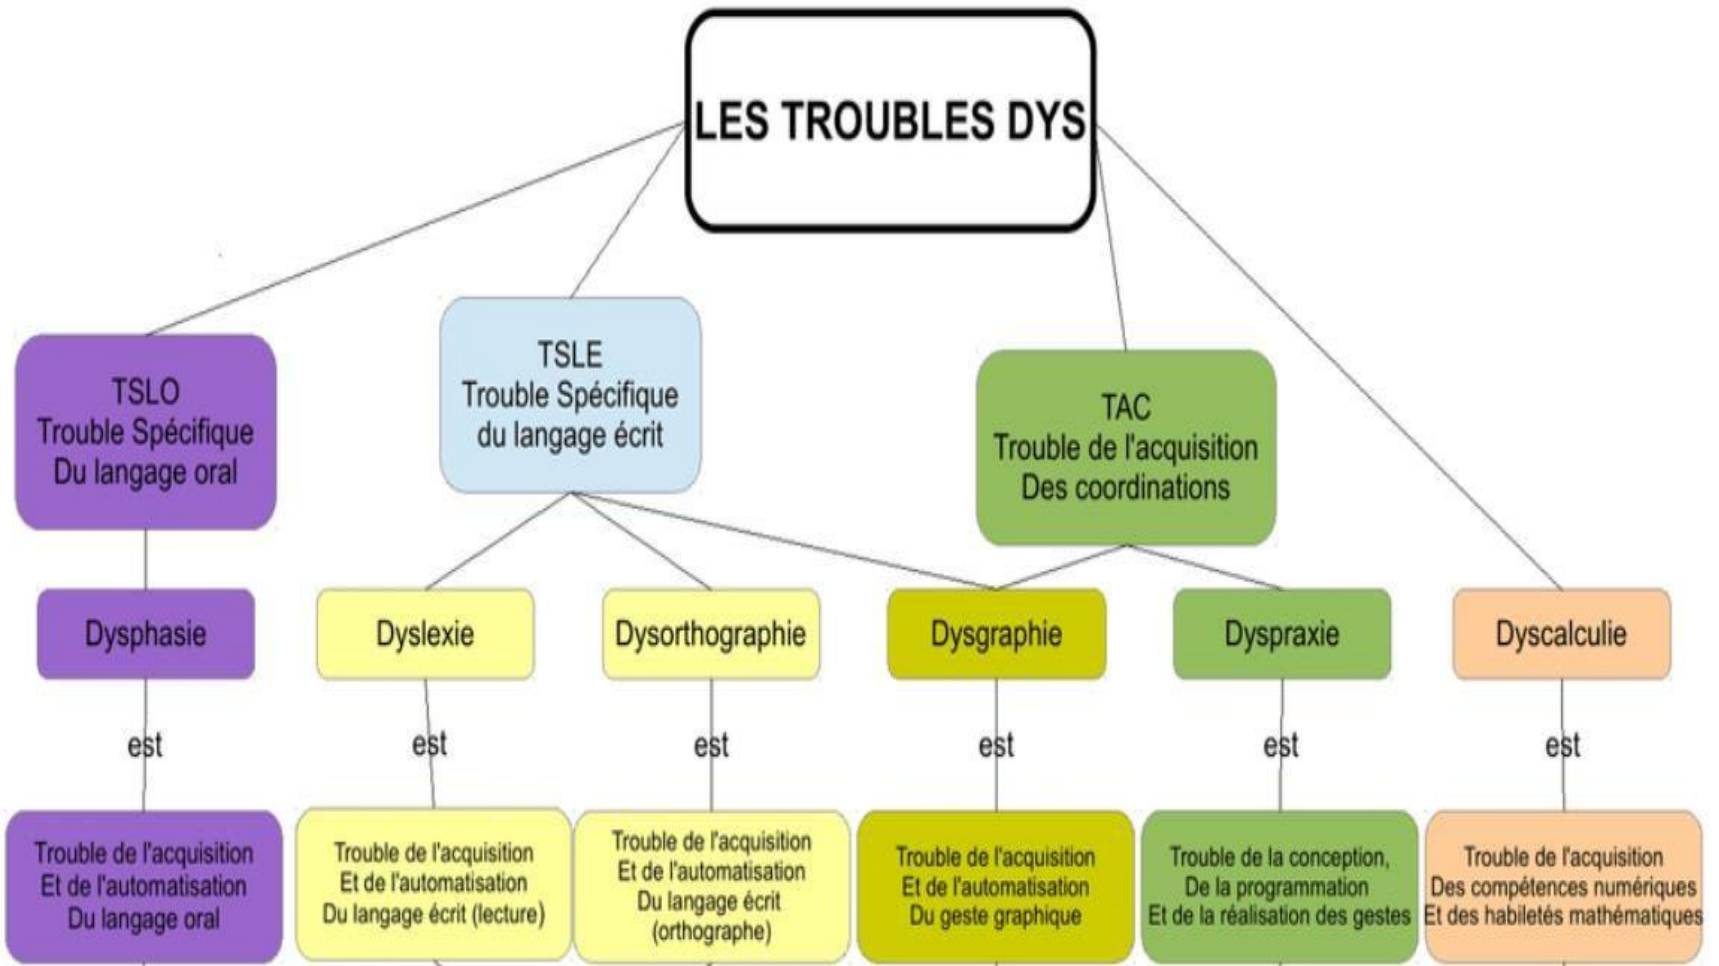 LES TROUBLES DYS
TSLO
Trouble Spécifique
Du langage oral
TSLE
Trouble Spécifique
du langage écrit
TAC
Trouble de l'acquisition
Des coordinations
Dysphasie
Dyslexie
Dysorthographie
Dysgraphie
Dyspraxie
Dyscalculie
est
est
est
est
est
est
Trouble de l'acquisition
Et de l'automatisation
Du langage oral
Trouble de l'acquisition
Et de l'automatisation
Du langage écrit (lecture)
Trouble de l'acquisition
Et de l'automatisation
Du langage écrit
(orthographe)
Trouble de l'acquisition
Et de l'automatisation
Du geste graphique
Trouble de la conception,
De la programmation
Et de la réalisation des gestes
Trouble de l'acquisition
Des compétences numériques
Et des habiletés mathématiques